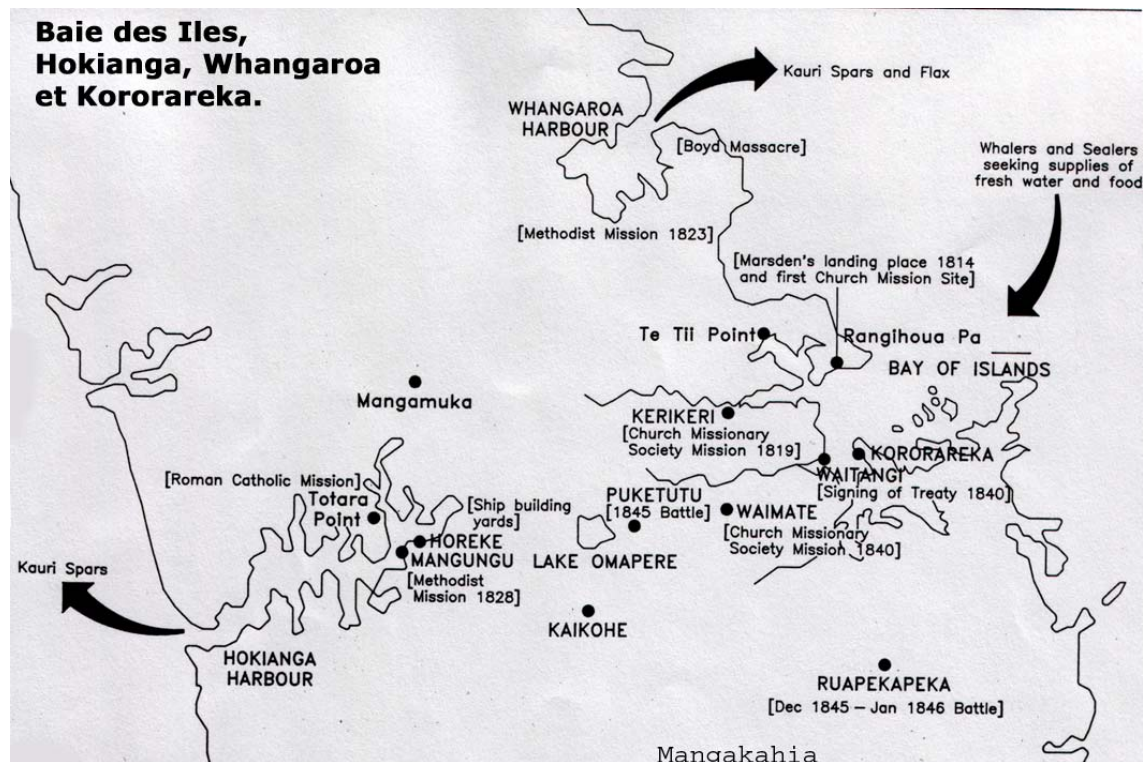 Baie des Iles,
Hokianga, Whangaroa
et Kororareka.
Kauri Spars and Flax
WHANGAROA
HARBOUR
[Boyd Massacre]
Whalers and Sealers
seeking supplies of
fresh water and food
[Methodist Mission 1823]
[Marsden's landing place 1814
and first Church Mission Site]
Te Tii Point
Rangihoua Pa
BAY OF ISLANDS
Mangamuka
KERIKERI
[Church Missionary
Society Mission 1819]
KORORAREKA
WAITANGI
[Signing of Treaty 1840]
[Roman Catholic Mission]
Totara
Point
[Ship building
yards]
PUKETUTU
[1845 Battle]
WAIMATE
[Church Missionary
Society Mission 1840]
HOREKE
MANGUNGU
[Methodist
Mission 1828]
LAKE OMAPERE
Kauri Spars
KAIKOHE
HOKIANGA
HARBOUR
RUAPEKAPEKA
[Dec 1845 – Jan 1846 Battle]
Mangakahia